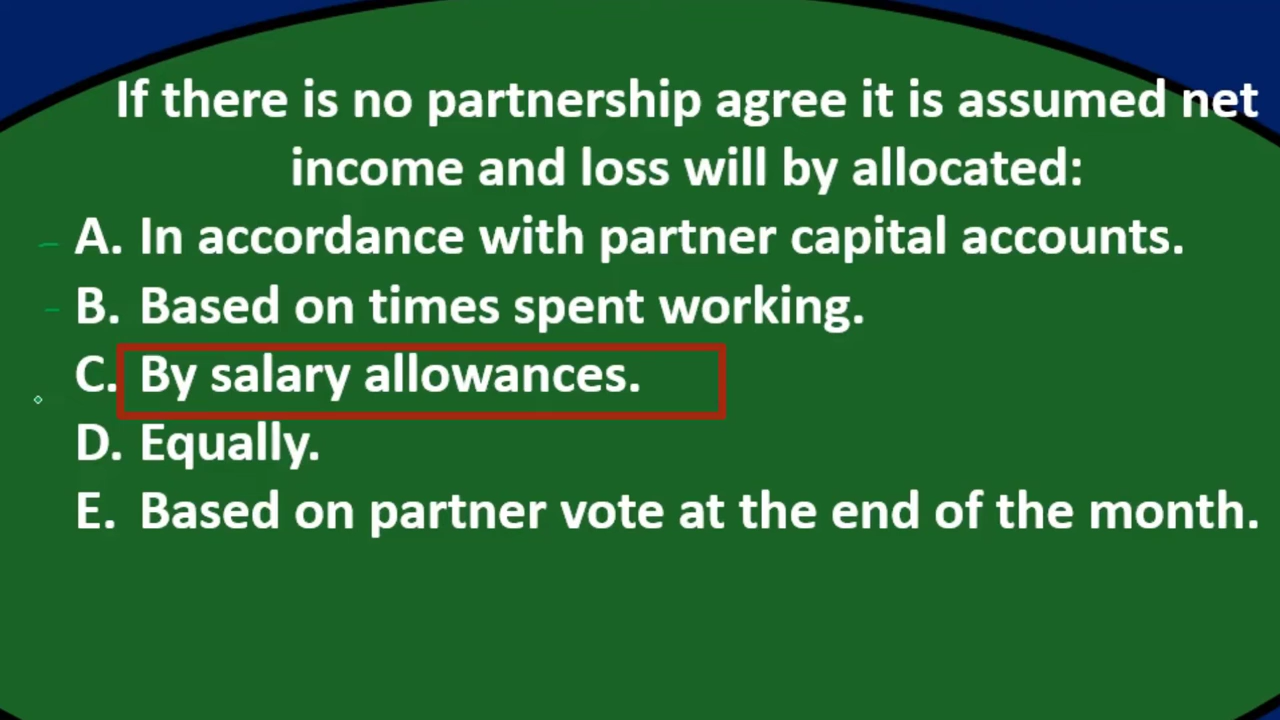 If there is no partnership agree it is assumed net
income and loss will by allocated:
A. In accordance with partner capital accounts.
B. Based on times spent working.
C. By salary allowances.
D. Equally.
E. Based on partner vote at the end of the month.